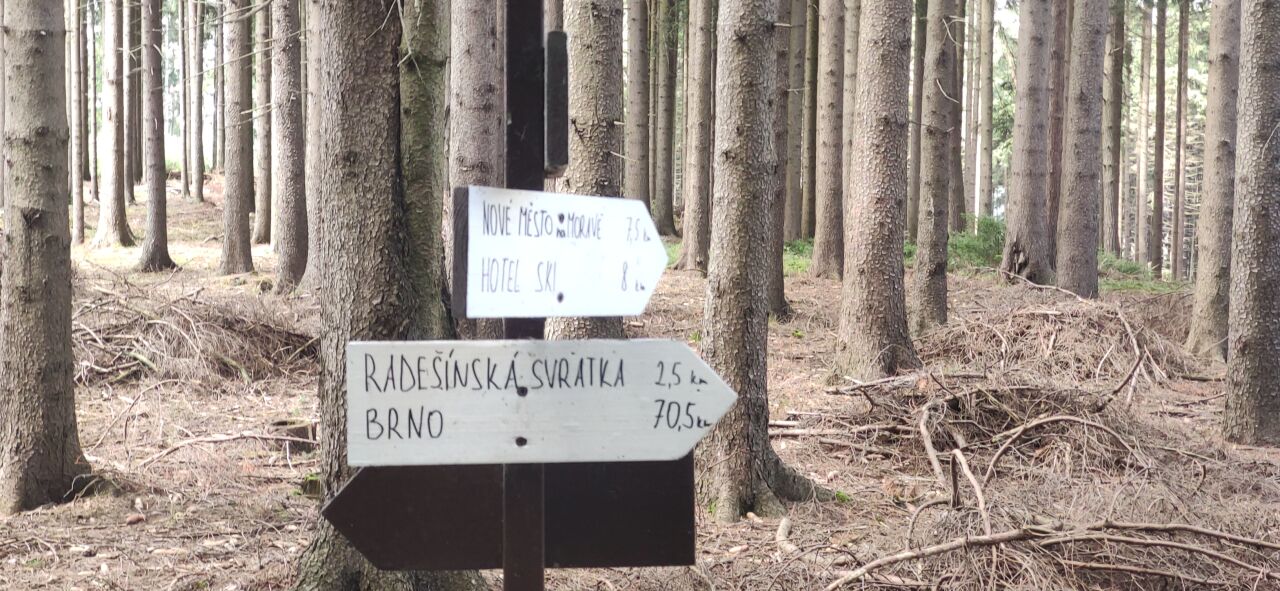 NOVÉ MĚSTO NA MORAVĚ 7,5 km
HOTEL SKI 8 km
RADEŠÍNSKÁ SVRATKA 2,5 km
BRNO 70,5 km